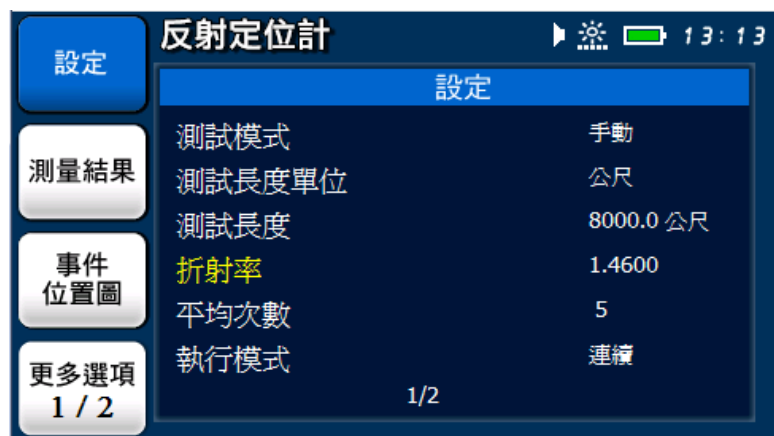 反射定位計
13:13
設定
測量結果
事件
位置圖
更多選項
1 / 2
設定
測試模式 手動
測試長度單位 公尺
測試長度 8000.0 公尺
折射率 1.4600
平均次數 5
執行模式 連續
1/2